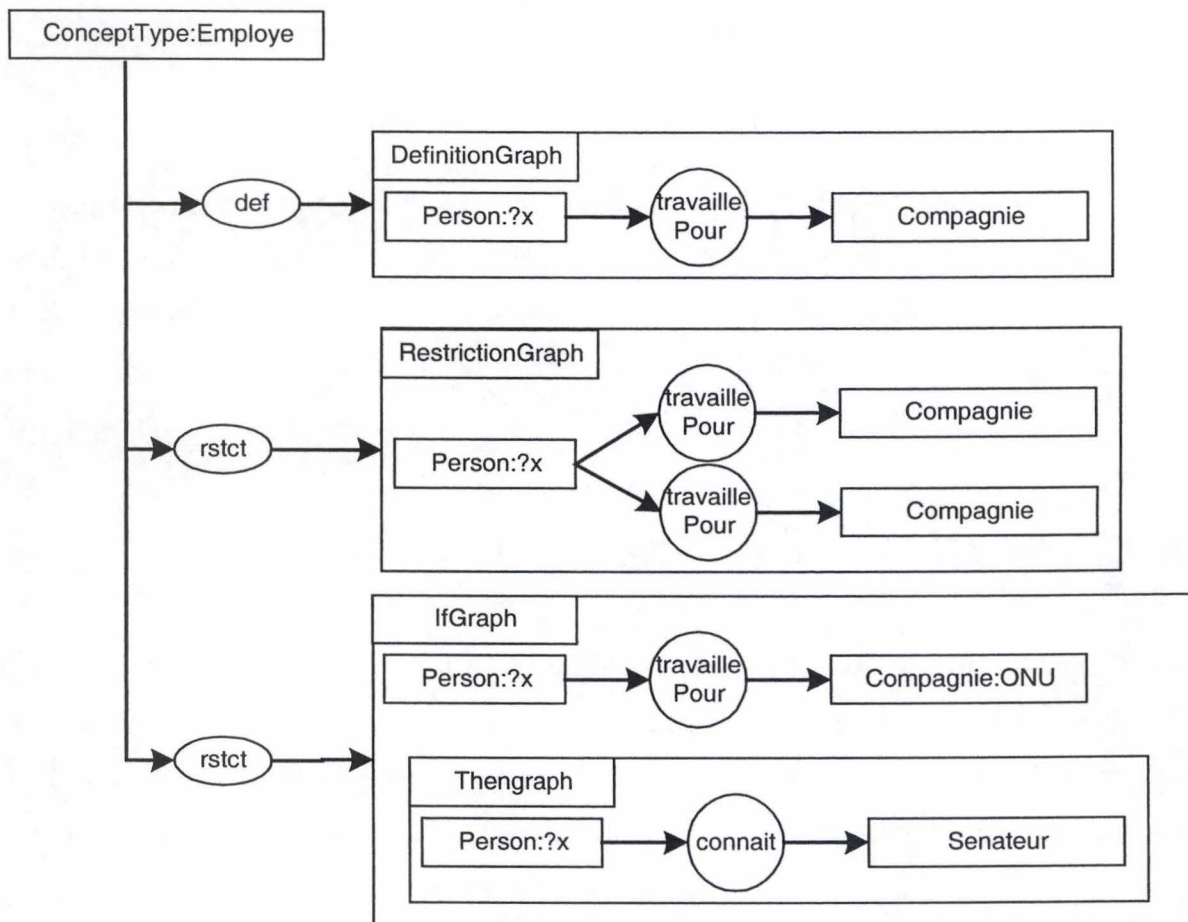 ConceptType:Employe
DefinitionGraph
def
Person:?x
travaille
Pour
Compagnie
RestrictionGraph
travaille
Pour
Compagnie
rstct
Person:?x
travaille
Pour
Compagnie
IfGraph
Person:?x
travaille
Pour
Compagnie:ONU
rstct
Thengraph
Person:?x
connait
Senateur